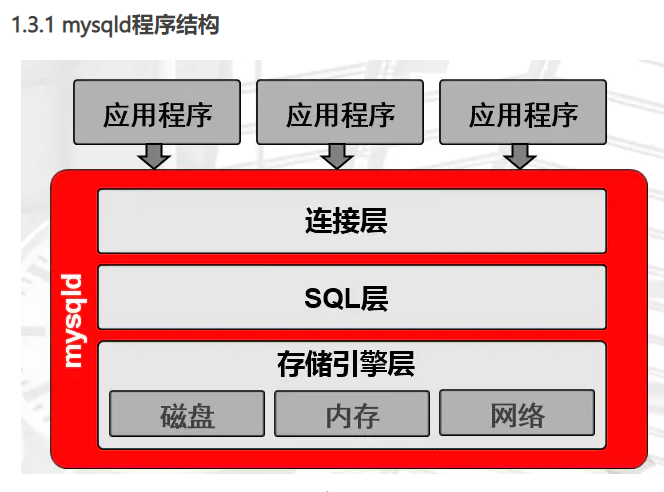 1.3.1 mysqld程序结构
应用程序 应用程序 应用程序
mysqld
连接层
SQL层
存储引擎层
磁盘 内存 网络